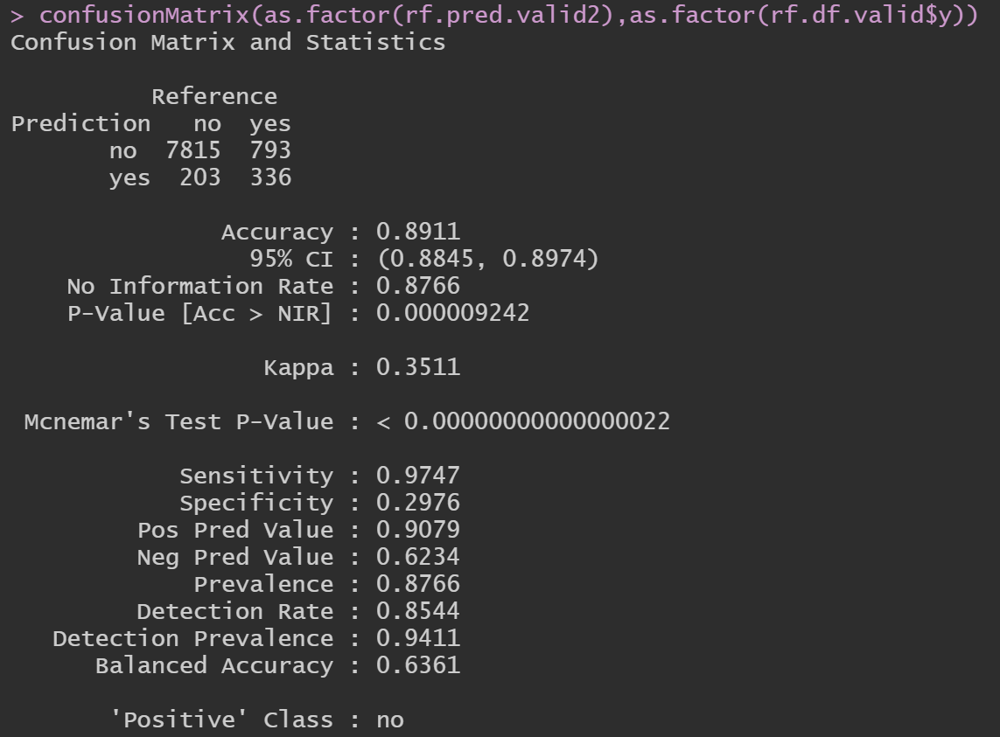 > confusionMatrix(as.factor(rf.pred.valid2),as.factor(rf.df.valid$y))
Confusion Matrix and Statistics
Reference
Prediction no yes
no 7815 793
yes 203 336
Accuracy : 0.8911
95% CI : (0.8845, 0.8974)
No Information Rate : 0.8766
P-Value [Acc > NIR] : 0.000009242
Kappa : 0.3511
Mcnemar's Test P-Value : < 0.00000000000000022
Sensitivity : 0.9747
Specificity : 0.2976
Pos Pred Value : 0.9079
Neg Pred Value : 0.6234
Prevalence : 0.8766
Detection Rate : 0.8544
Detection Prevalence : 0.9411
Balanced Accuracy : 0.6361
'Positive' Class : no